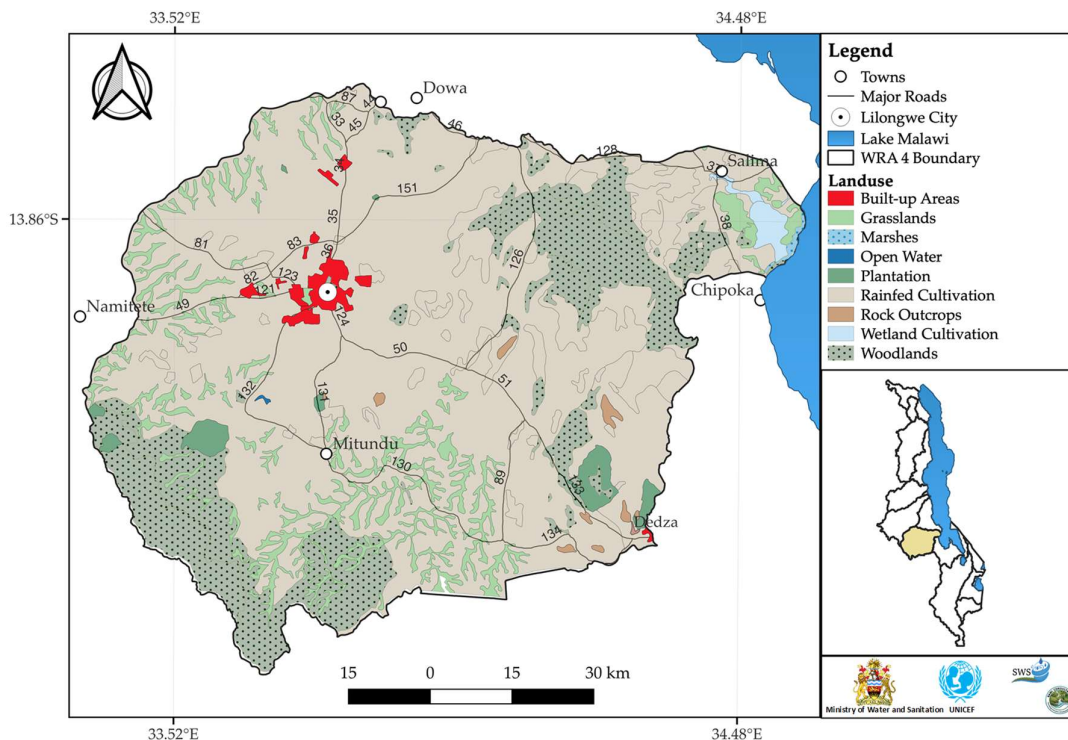 33.52°E
34.48°E
13.86°S
Dowa
87
33
45
46
34
151
128
Salima
38
35
81
83
36
126
82
123
121
49
Namitete
Chipoka
124
50
51
132
131
Mitundu
130
89
133
134
Dedza
15 0 15 30 km
33.52°E
34.48°E
Legend
Towns
Major Roads
Lilongwe City
Lake Malawi
WRA 4 Boundary
Landuse
Built-up Areas
Grasslands
Marshes
Open Water
Plantation
Rainfed Cultivation
Rock Outcrops
Wetland Cultivation
Woodlands
Ministry of Water and Sanitation
UNICEF
SWS